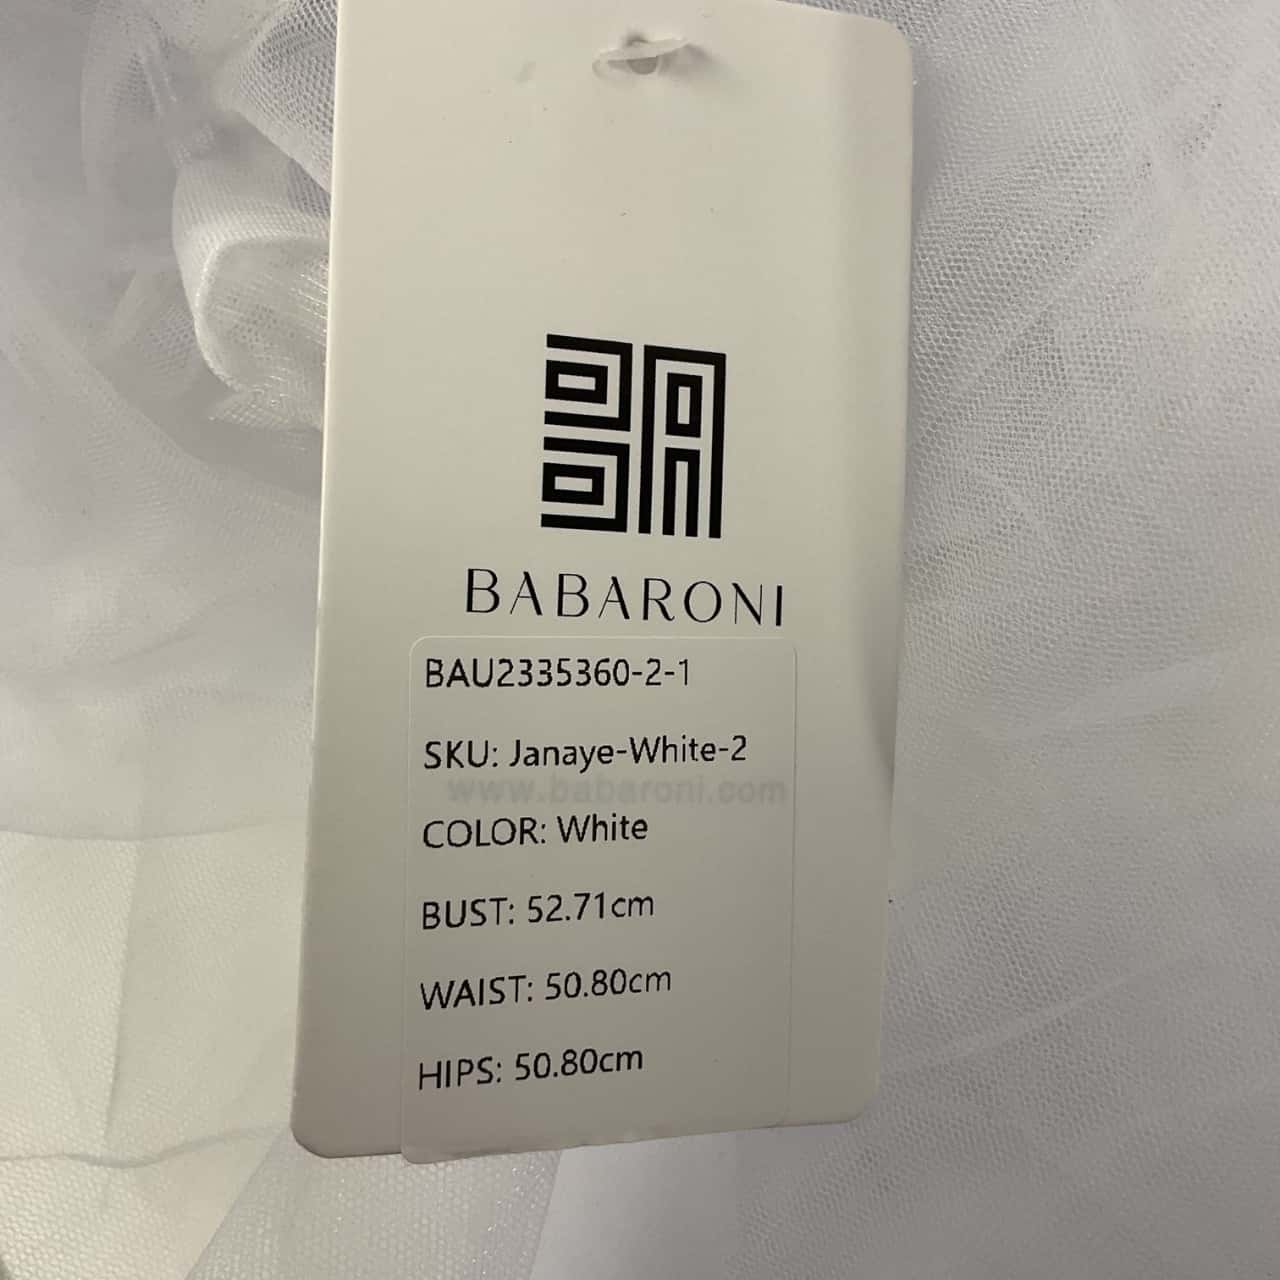 BABARONI
BAU2335360-2-1
SKU: Janaye-White-2
www.babaroni.com
COLOR: White
BUST: 52.71cm
WAIST: 50.80cm
HIPS: 50.80cm